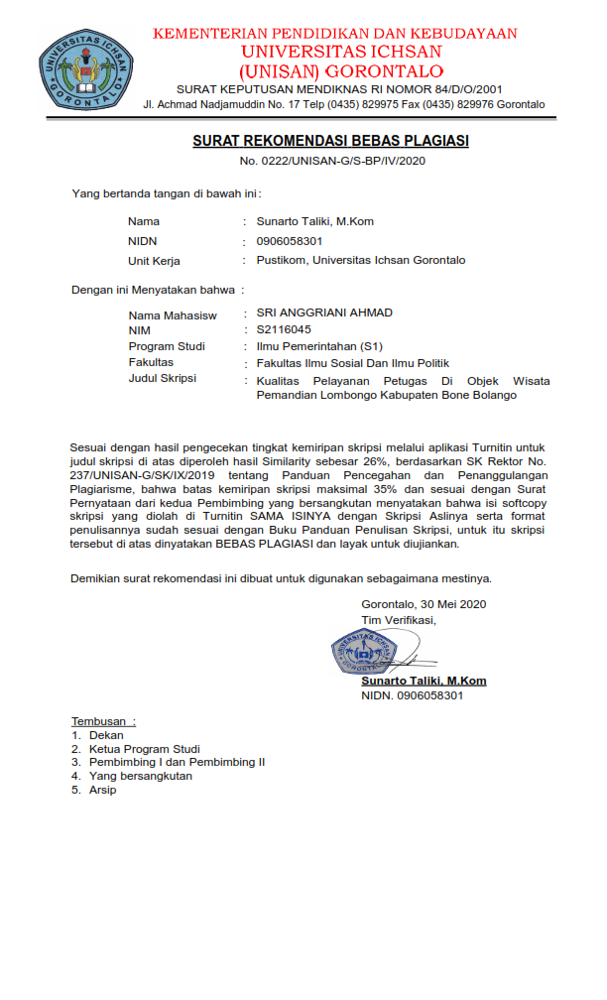 KEMENTERIAN PENDIDIKAN DAN KEBUDAYAAN
UNIVERSITAS ICHSAN
(UNISAN) GORONTALO
SURAT KEPUTUSAN MENDIKNAS RI NOMOR 84/D/O/2001
Jl. Achmad Nadjamuddin No. 17 Telp (0435) 829975 Fax (0435) 829976 Gorontalo
UNIVERSITAS ICHSAN
GORONTALO
SURAT REKOMENDASI BEBAS PLAGIASI
No. 0222/UNISAN-G/S-BP/IV/2020
Yang bertanda tangan di bawah ini :
Nama : Sunarto Taliki, M.Kom
NIDN : 0906058301
Unit Kerja : Pustikom, Universitas Ichsan Gorontalo
Dengan ini Menyatakan bahwa :
Nama Mahasisw : SRI ANGGRIANI AHMAD
NIM : S2116045
Program Studi : Ilmu Pemerintahan (S1)
Fakultas : Fakultas Ilmu Sosial Dan Ilmu Politik
Judul Skripsi : Kualitas Pelayanan Petugas Di Objek Wisata
Pemandian Lombongo Kabupaten Bone Bolango
Sesuai dengan hasil pengecekan tingkat kemiripan skripsi melalui aplikasi Turnitin untuk
judul skripsi di atas diperoleh hasil Similarity sebesar 26%, berdasarkan SK Rektor No.
237/UNISAN-G/SK/IX/2019 tentang Panduan Pencegahan dan Penanggulangan
Plagiarisme, bahwa batas kemiripan skripsi maksimal 35% dan sesuai dengan Surat
Pernyataan dari kedua Pembimbing yang bersangkutan menyatakan bahwa isi softcopy
skripsi yang diolah di Turnitin SAMA ISINYA dengan Skripsi Aslinya serta format
penulisannya sudah sesuai dengan Buku Panduan Penulisan Skripsi, untuk itu skripsi
tersebut di atas dinyatakan BEBAS PLAGIASI dan layak untuk diujiankan.
Demikian surat rekomendasi ini dibuat untuk digunakan sebagaimana mestinya.
Gorontalo, 30 Mei 2020
Tim Verifikasi,
UNIVERSITAS ICHSAN
GORONTALO
Sunarto Taliki, M.Kom
NIDN. 0906058301
Tembusan :
1. Dekan
2. Ketua Program Studi
3. Pembimbing I dan Pembimbing II
4. Yang bersangkutan
5. Arsip